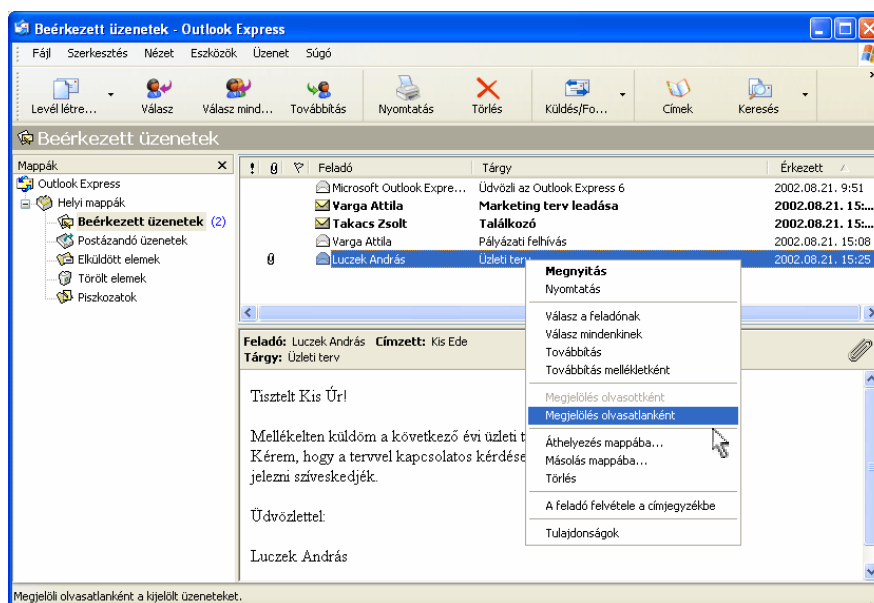 Beérkezett üzenetek - Outlook Express
Fájl Szerkesztés Nézet Eszközök Üzenet Súgó
Levél létre... Válasz Válasz mind... Továbbítás Nyomtatás Törlés Küldés/Fo... Címek Keresés
Beérkezett üzenetek
Mappák
Outlook Express
Helyi mappák
Beérkezett üzenetek (2)
Postázandó üzenetek
Elküldött elemek
Törölt elemek
Piszkozatok
Feladó Tárgy Érkezett
Microsoft Outlook Expre... Üdvözli az Outlook Express 6 2002.08.21. 9:51
Varga Attila Marketing terv leadása 2002.08.21. 15:...
Takacs Zsolt Találkozó 2002.08.21. 15:...
Varga Attila Pályázati felhívás 2002.08.21. 15:08
Luczek András Üzleti terv 2002.08.21. 15:25
Megnyitás
Nyomtatás
Válasz a feladónak
Válasz mindenkinek
Továbbítás
Továbbítás mellékletként
Megjelölés olvasottként
Megjelölés olvasatlanként
Áthelyezés mappába...
Másolás mappába...
Törlés
A feladó felvétele a címjegyzékbe
Tulajdonságok
Feladó: Luczek András Címzett: Kis Ede
Tárgy: Üzleti terv
Tisztelt Kis Úr!
Mellékelten küldöm a következő évi üzleti t
Kérem, hogy a tervvel kapcsolatos kérdése
jelezni szíveskedjék.
Üdvözlettel:
Luczek András
Megjelöli olvasatlanként a kijelölt üzeneteket.